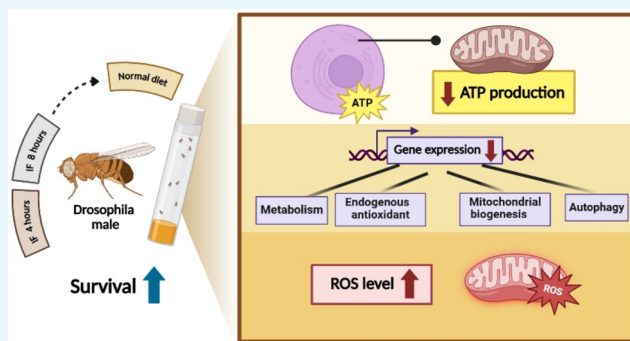 Normal diet
IF 8 hours
IF 4 hours
Drosophila
male
Survival
ATP
ATP production
Gene expression
Metabolism
Endogenous
antioxidant
Mitochondrial
biogenesis
Autophagy
ROS level
ROS